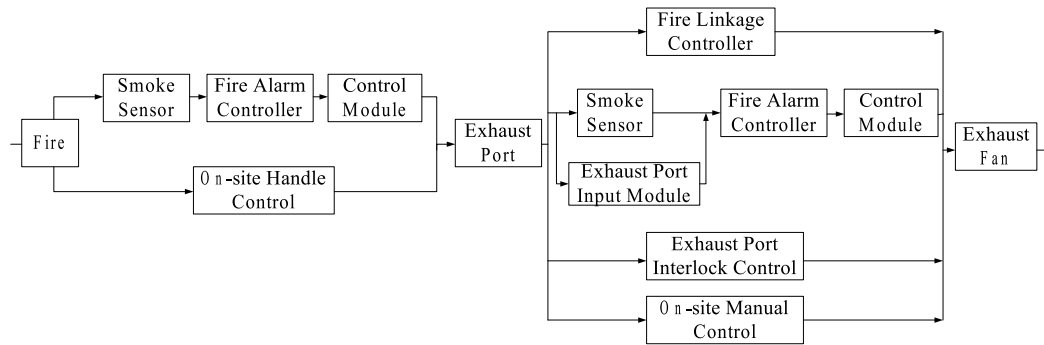 Fire
Smoke
Sensor
Fire Alarm
Controller
Control
Module
On-site Handle
Control
Exhaust
Port
Fire Linkage
Controller
Smoke
Sensor
Exhaust Port
Input Module
Fire Alarm
Controller
Control
Module
Exhaust Port
Interlock Control
On-site Manual
Control
Exhaust
Fan